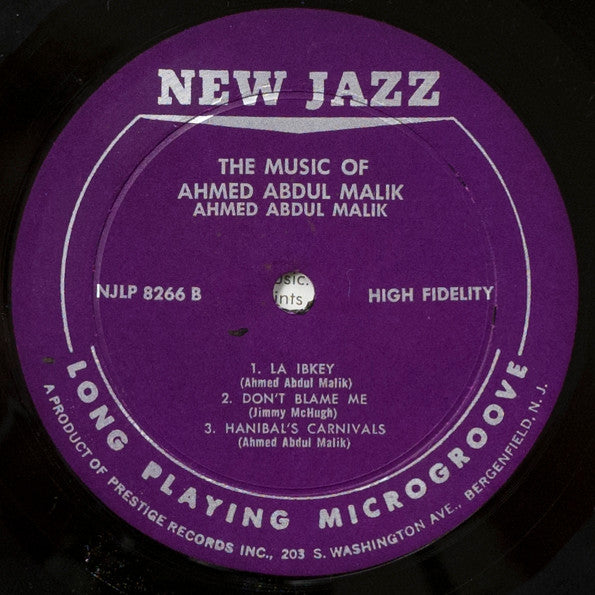 NEW JAZZ
THE MUSIC OF
AHMED ABDUL MALIK
AHMED ABDUL MALIK
NJLP 8266 B
HIGH FIDELITY
ints
1. LA IBKEY
(Ahmed Abdul Malik)
2. DON'T BLAME ME
(Jimmy McHugh)
3. HANIBAL'S CARNIVALS
(Ahmed Abdul Malik)
LONG PLAYING MICROGROOVE
A PRODUCT OF PRESTIGE RECORDS INC., 203 S. WASHINGTON AVE., BERGENFIELD, N. J.